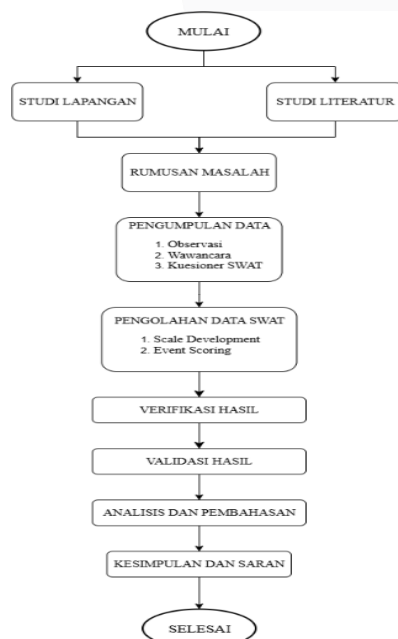 MULAI
STUDI LAPANGAN
STUDI LITERATUR
RUMUSAN MASALAH
PENGUMPULAN DATA
1. Observasi
2. Wawancara
3. Kuesioner SWAT
PENGOLAHAN DATA SWAT
1. Scale Development
2. Event Scoring
VERIFIKASI HASIL
VALIDASI HASIL
ANALISIS DAN PEMBAHASAN
KESIMPULAN DAN SARAN
SELESAI